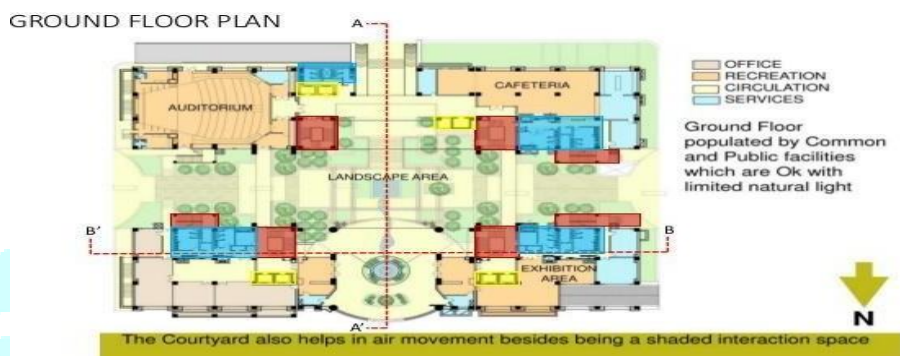 GROUND FLOOR PLAN
A
OFFICE
RECREATION
CIRCULATION
SERVICES
CAFETERIA
AUDITORIUM
Ground Floor
populated by Common
and Public facilities
which are Ok with
limited natural light
LANDSCAPE AREA
B'
B
EXHIBITION
AREA
N
A'
The Courtyard also helps in air movement besides being a shaded interaction space